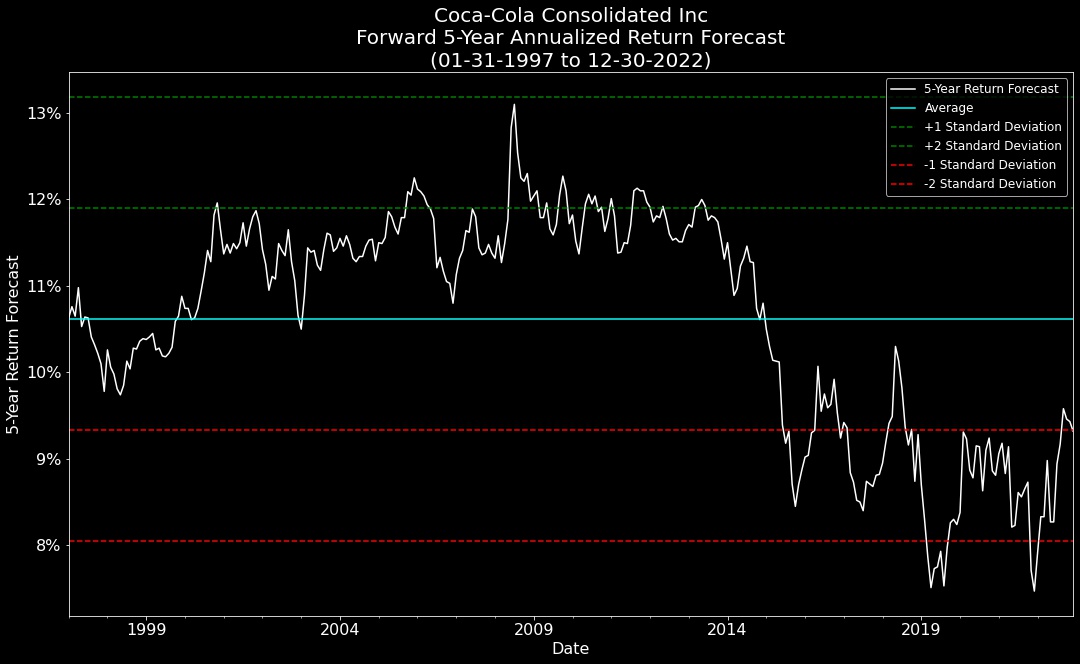 Coca-Cola Consolidated Inc
Forward 5-Year Annualized Return Forecast
(01-31-1997 to 12-30-2022)
5-Year Return Forecast
Average
+1 Standard Deviation
+2 Standard Deviation
-1 Standard Deviation
-2 Standard Deviation
13%
12%
11%
10%
9%
8%
5-Year Return Forecast
1999
2004
2009
2014
2019
Date